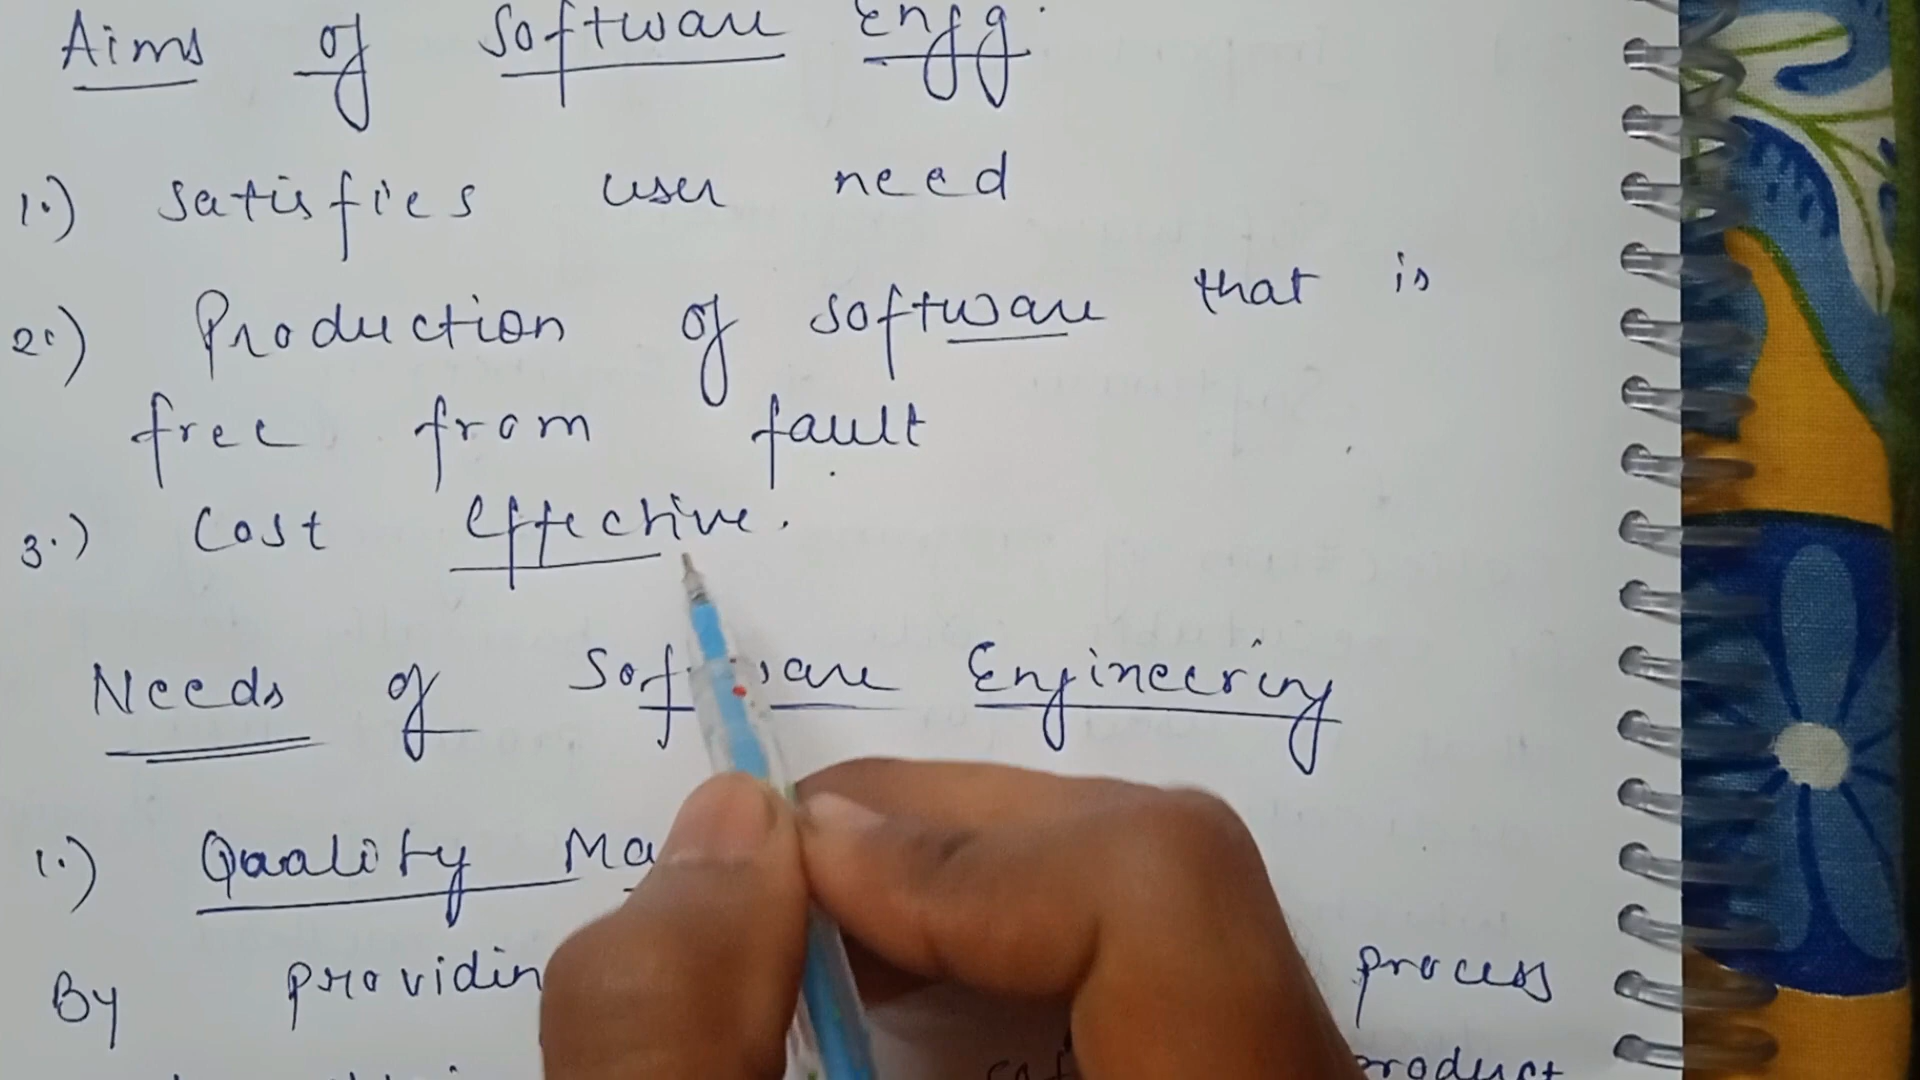 Aims of Software Engg.
1.) satisfies user need
2.) Production of software that is
free from fault
3.) Cost effective.
Needs of Software Engineering
1.) Quality Ma
By providin process
product